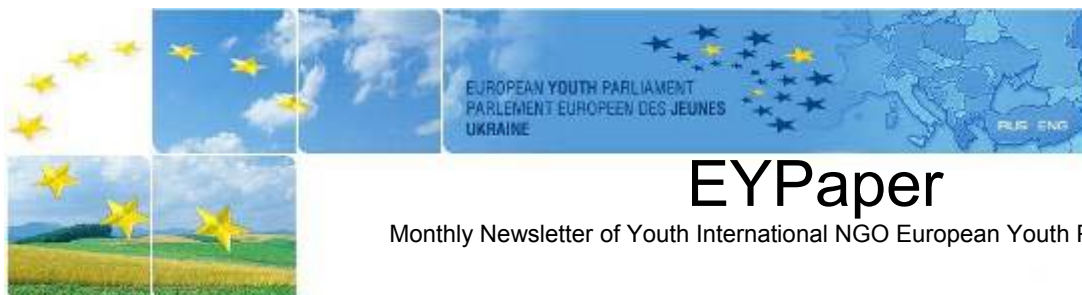 EUROPEAN YOUTH PARLIAMENT
PARLEMENT EUROPEEN DES JEUNES
UKRAINE
RUS ENG
EYPaper
Monthly Newsletter of Youth International NGO European Youth